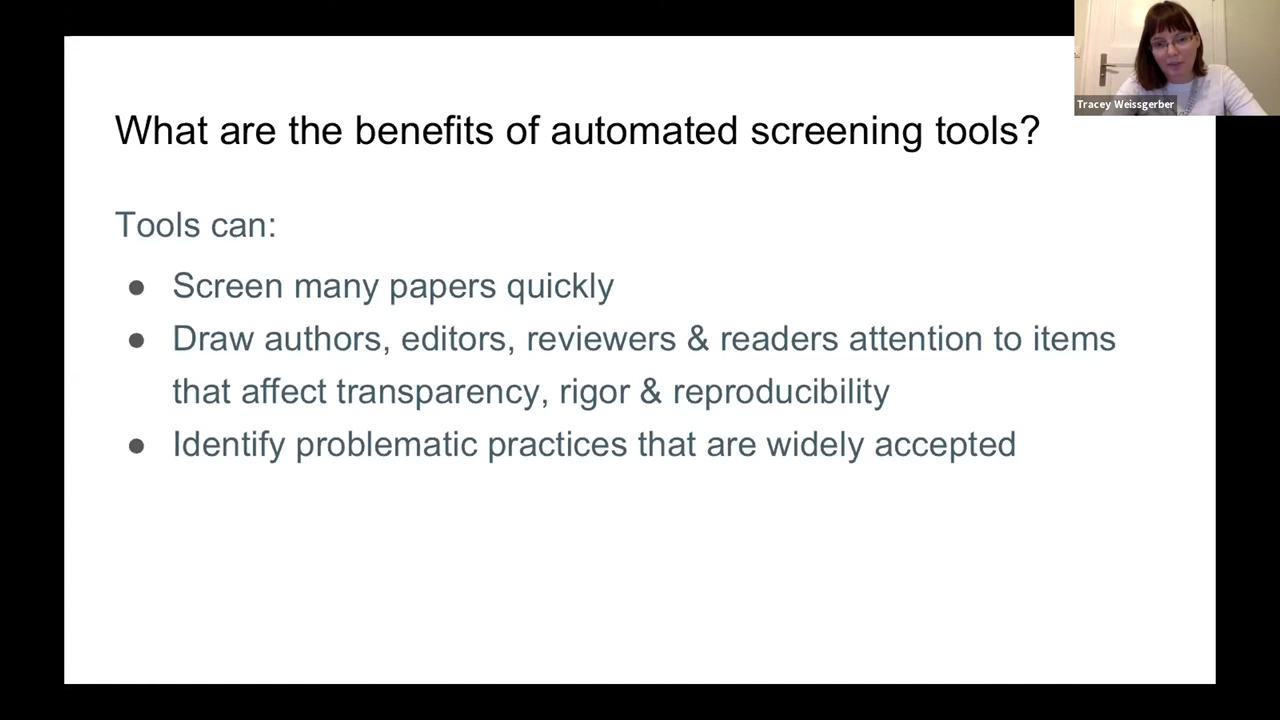 What are the benefits of automated screening tools?
Tracey Weissgerber
Tools can:
● Screen many papers quickly
● Draw authors, editors, reviewers & readers attention to items
that affect transparency, rigor & reproducibility
● Identify problematic practices that are widely accepted